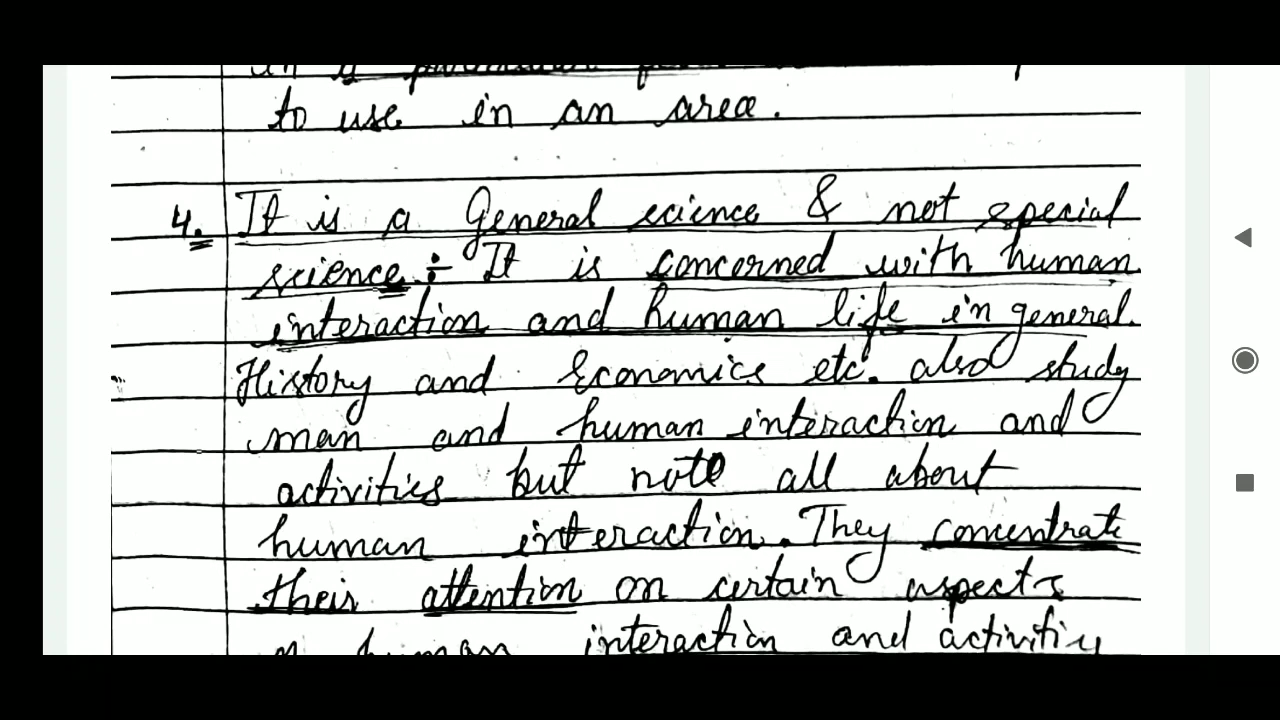 to use in an area.
4. It is a General science & not special
science ÷ It is concerned with human
interaction and human life in general.
History and Economics etc. also study
man and human interaction and
activities but not all about
human interaction. They concentrate
their attention on certain aspects
human interaction and activitie